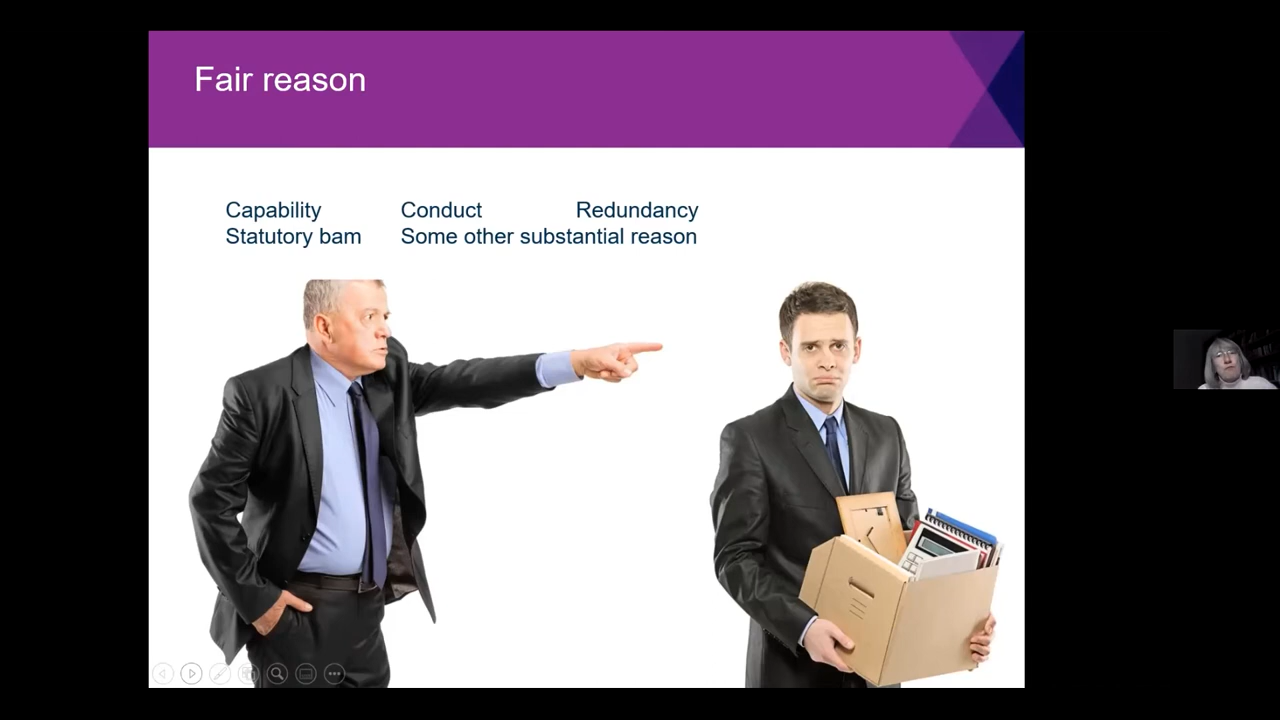 Fair reason
Capability Conduct Redundancy
Statutory bam Some other substantial reason